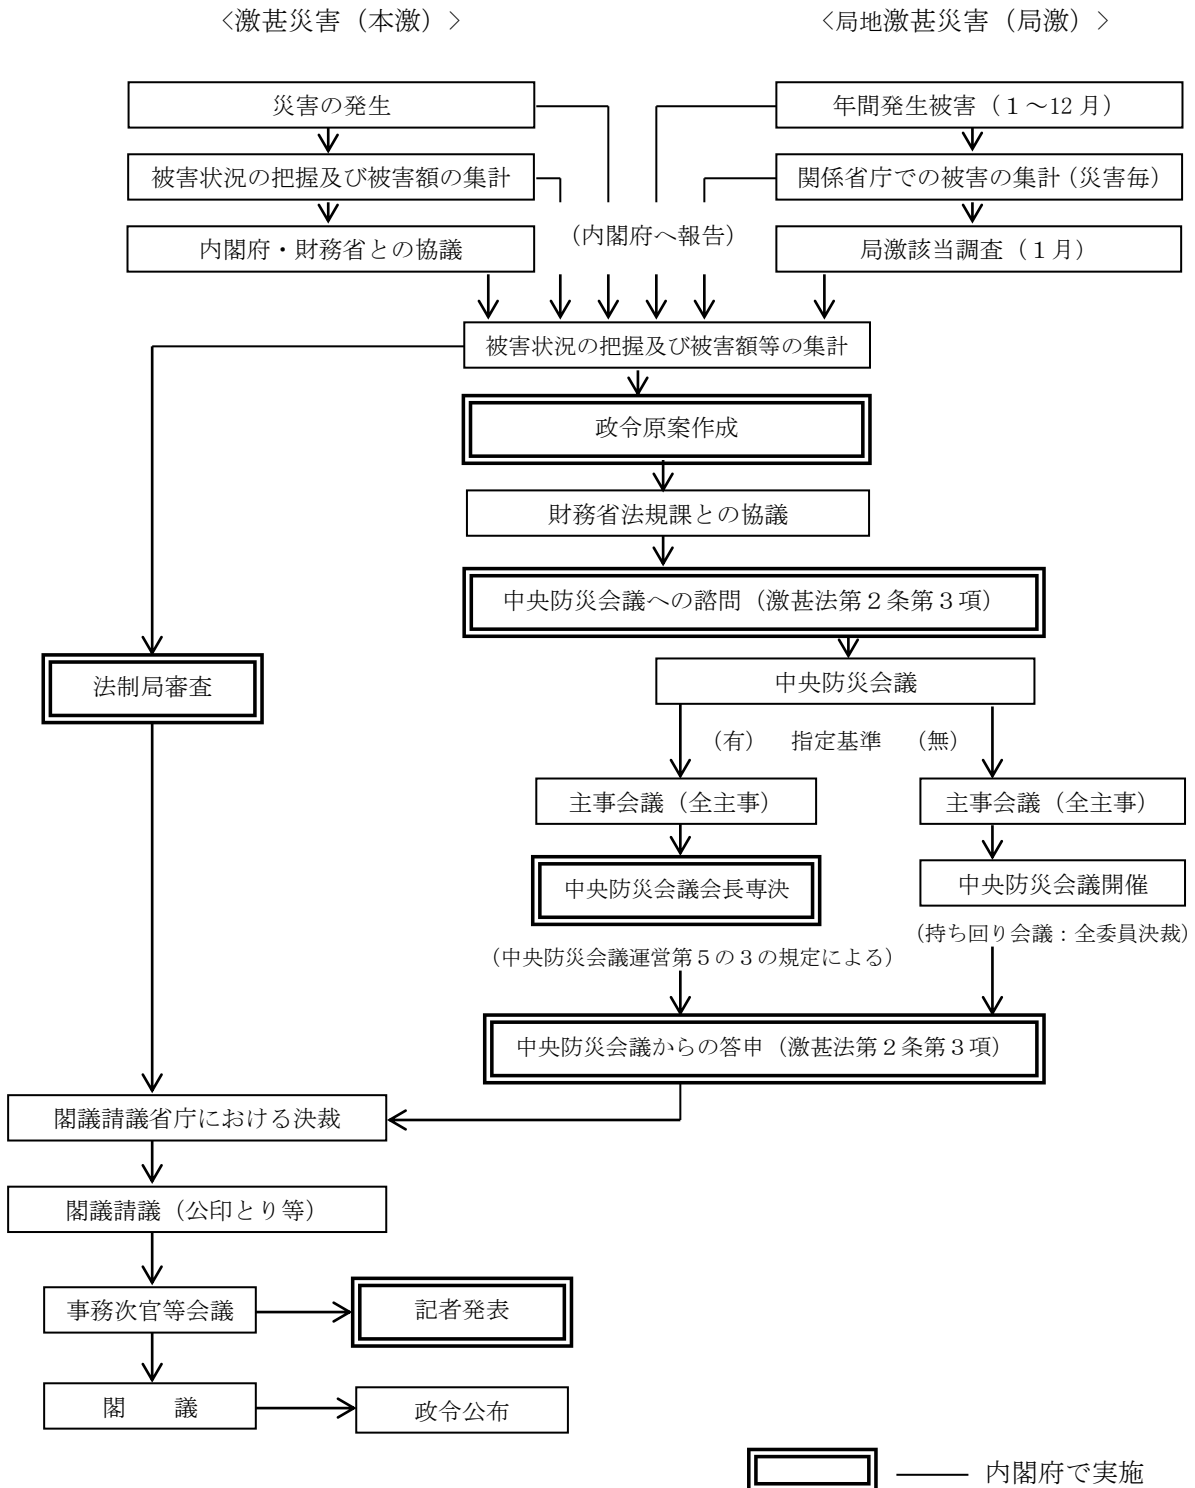 <激甚災害（本激）>
<局地激甚災害（局激）>
災害の発生
年間発生被害（１～12月）
被害状況の把握及び被害額の集計
関係省庁での被害の集計（災害毎）
内閣府・財務省との協議
（内閣府へ報告）
局激該当調査（１月）
被害状況の把握及び被害額等の集計
政令原案作成
財務省法規課との協議
中央防災会議への諮問（激甚法第２条第３項）
法制局審査
中央防災会議
（有）　指定基準　（無）
主事会議（全主事）
主事会議（全主事）
中央防災会議会長専決
中央防災会議開催
（持ち回り会議：全委員決裁）
（中央防災会議運営第５の３の規定による）
中央防災会議からの答申（激甚法第２条第３項）
閣議請議省庁における決裁
閣議請議（公印とり等）
事務次官等会議
記者発表
閣　　議
政令公布
内閣府で実施